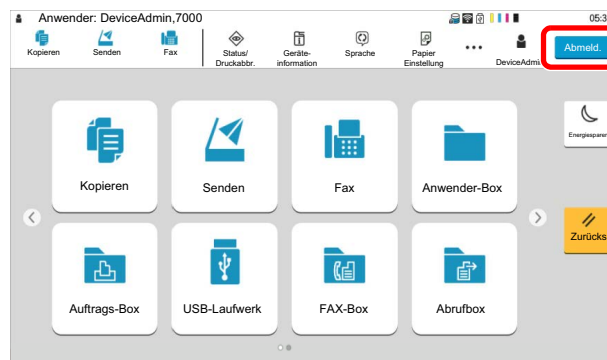 Anwender: DeviceAdmin,7000
05:3
Kopieren
Senden
Fax
Status/
Druckabbr.
Geräte-
information
Sprache
Papier
Einstellung
DeviceAdmi
Abmeld.
Kopieren
Senden
Fax
Anwender-Box
Energiesparen
Zurücks
Auftrags-Box
USB-Laufwerk
FAX-Box
Abrufbox